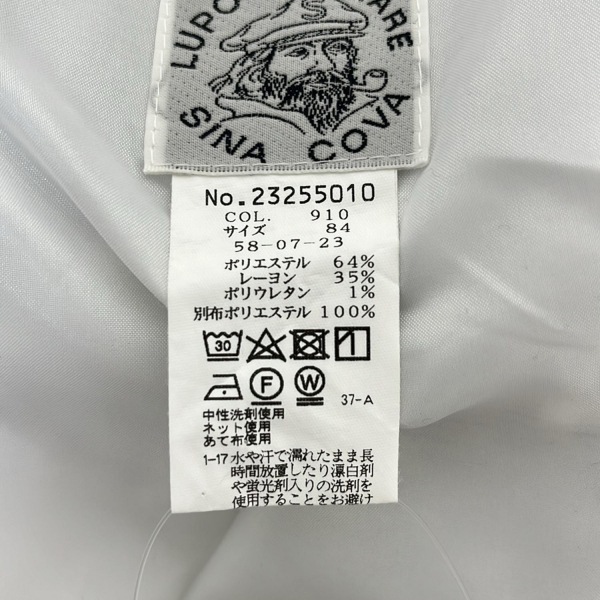 LUPO
MARE
S
SINA COVA
No.23255010
COL. 910
サイズ 84
58-07-23
ポリエステル 64%
レーヨン 35%
ポリウレタン 1%
別布ポリエステル 100%
30
F
W
37-A
中性洗剤使用
ネット使用
あて布使用
1-17 水や汗で濡れたまま長
時間放置したり漂白剤
や蛍光剤入りの洗剤を
使用することをお避け